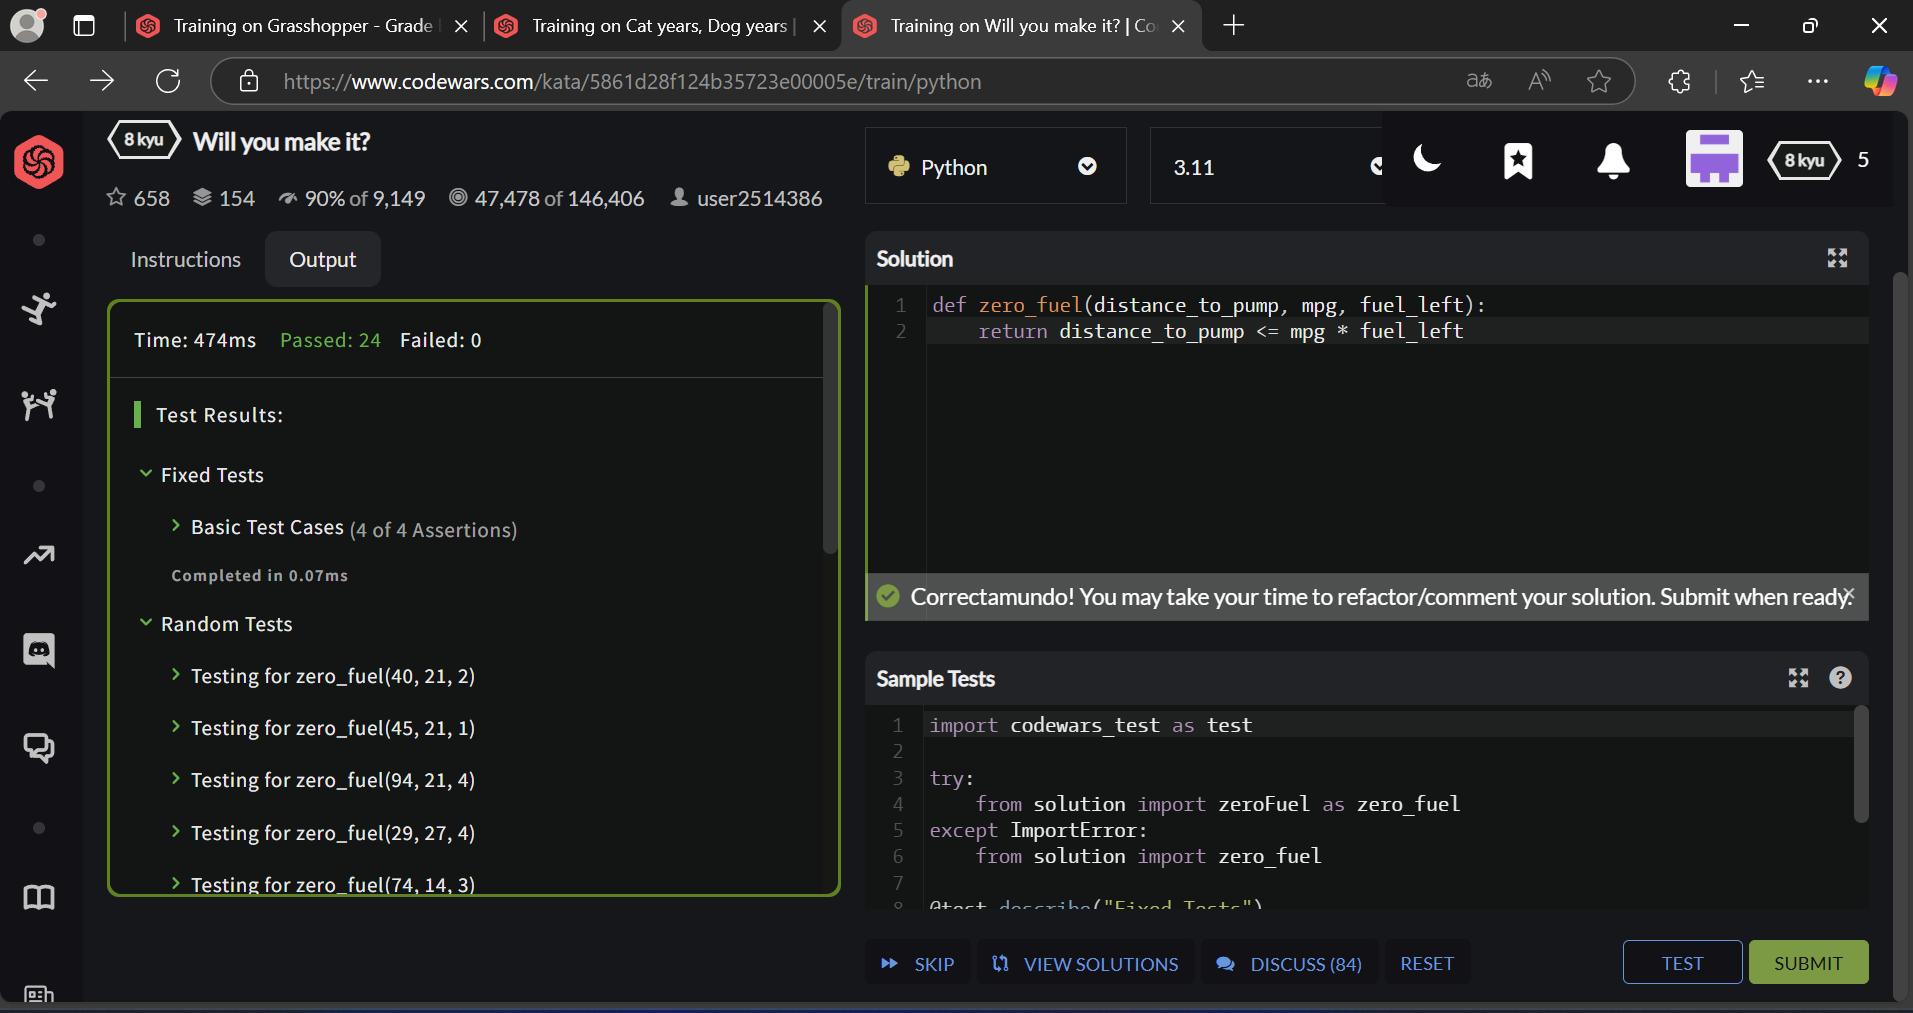 Training on Grasshopper - Grade
Training on Cat years, Dog years |
Training on Will you make it? | Co
https://www.codewars.com/kata/5861d28f124b35723e00005e/train/python
8 kyu
Will you make it?
Python
3.11
8 kyu
5
658
154
90% of 9,149
47,478 of 146,406
user2514386
Instructions
Output
Time: 474ms Passed: 24 Failed: 0
Test Results:
Fixed Tests
Basic Test Cases (4 of 4 Assertions)
Completed in 0.07ms
Random Tests
Testing for zero_fuel(40, 21, 2)
Testing for zero_fuel(45, 21, 1)
Testing for zero_fuel(94, 21, 4)
Testing for zero_fuel(29, 27, 4)
Testing for zero_fuel(74, 14, 3)
Solution
1 def zero_fuel(distance_to_pump, mpg, fuel_left):
2 return distance_to_pump <= mpg * fuel_left
Correctamundo! You may take your time to refactor/comment your solution. Submit when ready.
Sample Tests
1 import codewars_test as test
2
3 try:
4 from solution import zeroFuel as zero_fuel
5 except ImportError:
6 from solution import zero_fuel
7
8 @test.describe("Fixed Tests")
SKIP
VIEW SOLUTIONS
DISCUSS (84)
RESET
TEST
SUBMIT